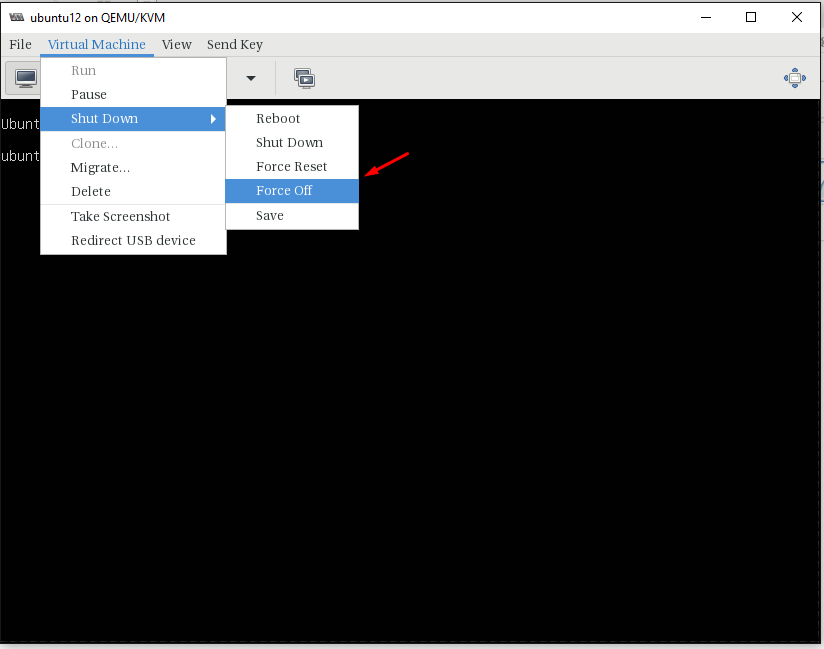 ubuntu12 on QEMU/KVM
File Virtual Machine View Send Key
Run
Pause
Shut Down
Clone...
Migrate...
Delete
Take Screenshot
Redirect USB device
Reboot
Shut Down
Force Reset
Force Off
Save
Ubunt
ubunt